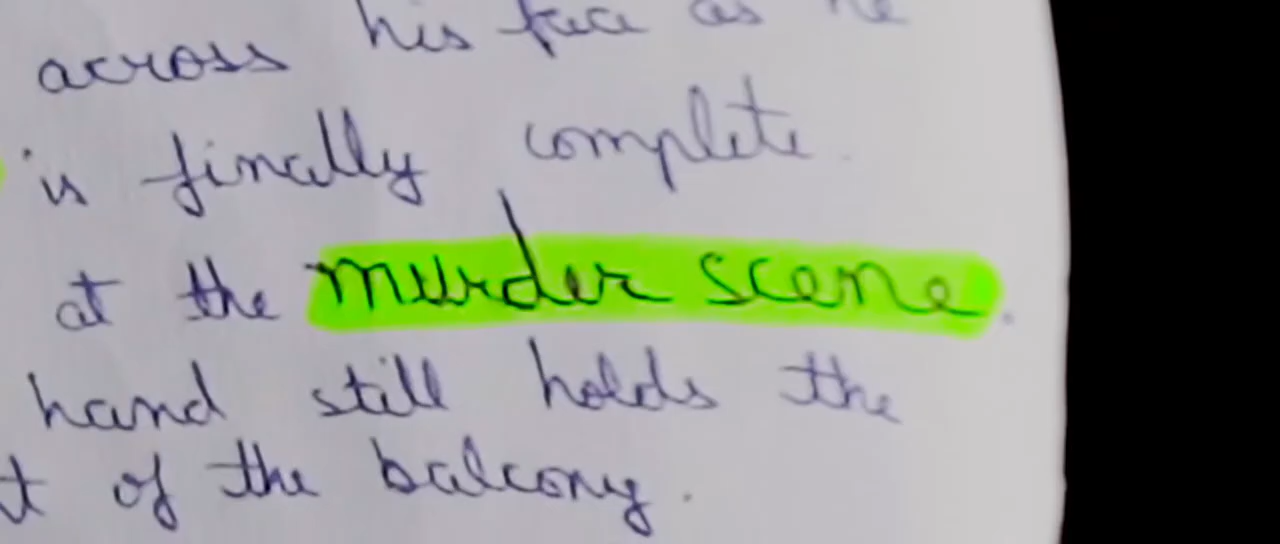 across his face as he
is finally complete.
at the murder scene.
hand still holds the
t of the balcony.